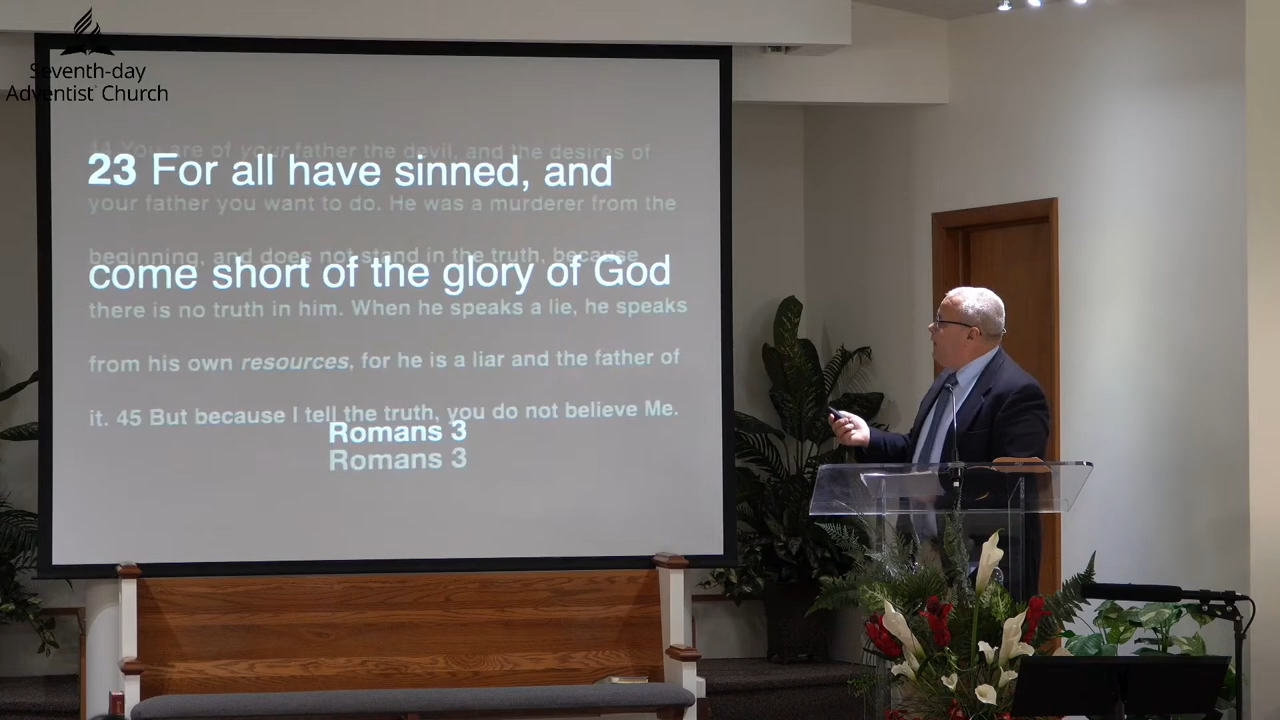 Seventh-day
Adventist Church
44 You are of your father the devil, and the desires of
23 For all have sinned, and
your father you want to do. He was a murderer from the
beginning, and does not stand in the truth, because
come short of the glory of God
there is no truth in him. When he speaks a lie, he speaks
from his own resources, for he is a liar and the father of
it. 45 But because I tell the truth, you do not believe Me.
Romans 3
Romans 3